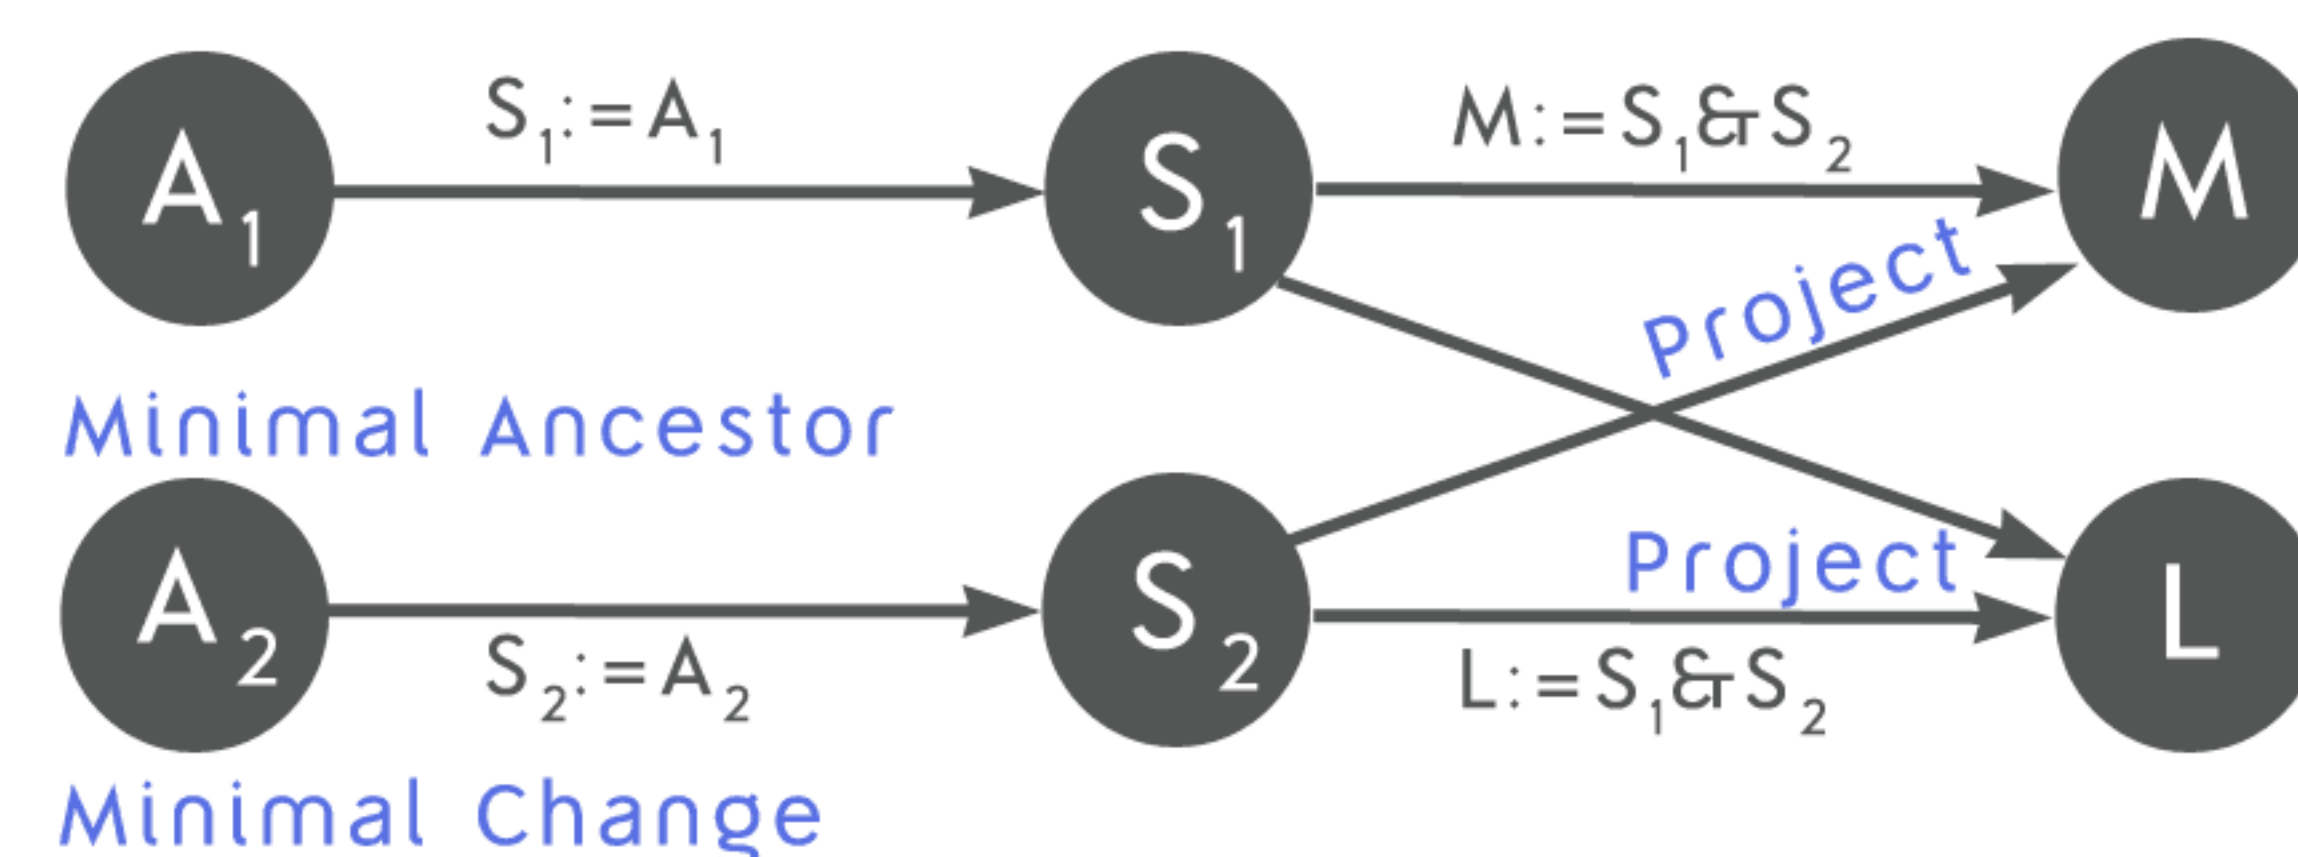 S₁:=A₁
M:=S₁&S₂
A₁
S₁
M
Project
Minimal Ancestor
A₂
S₂
Project
L
S₂:=A₂
L:=S₁&S₂
Minimal Change